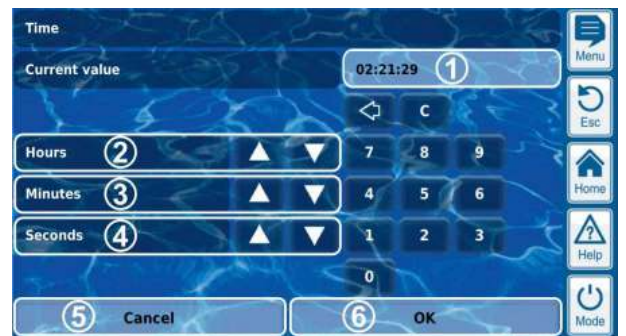 Time
Menu
Current value
02:21:29 1
C
Esc
Hours 2
7 8 9
Home
Minutes 3
4 5 6
Seconds 4
1 2 3
Help
?
0
5 Cancel
6 OK
Mode